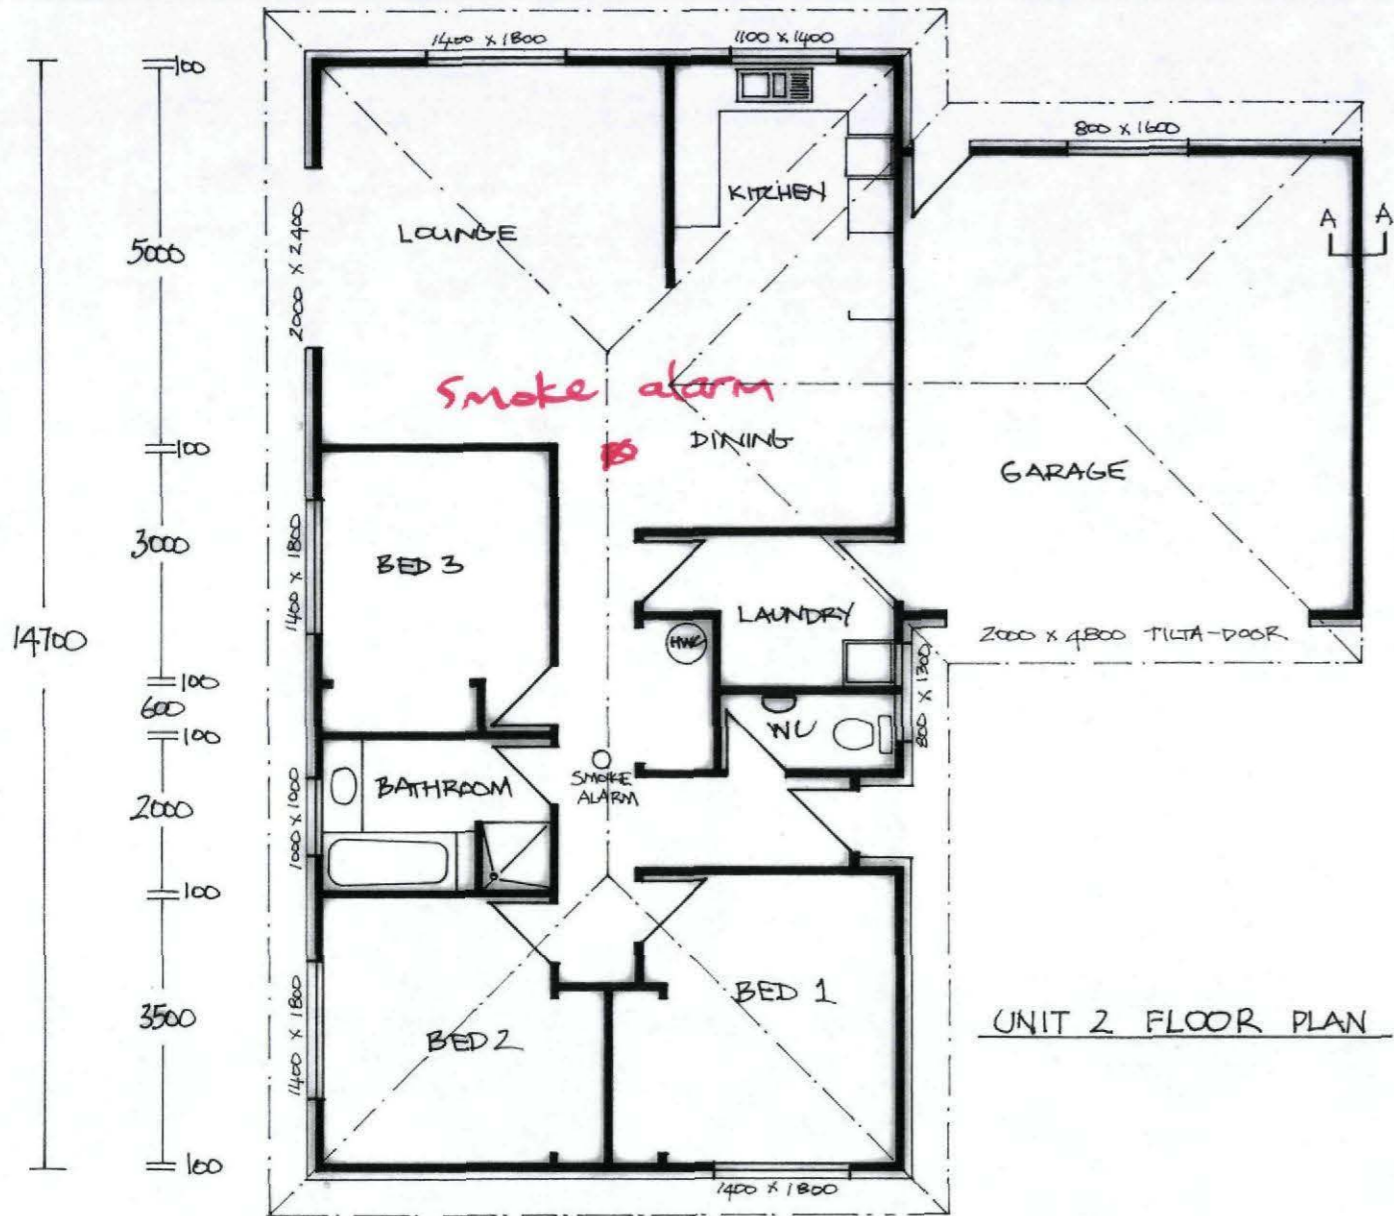 1400 x 1800
1100 x 1400
100
800 x 1600
KITCHEN
A A
LOUNGE
2000 x 2400
5000
Smoke alarm
DINING
100
GARAGE
3000
1400 x 1800
BED 3
LAUNDRY
14700
HWC
2000 x 4800 TILTA-DOOR
100
600
100
800 x 1300
WC
BATHROOM
SMOKE
ALARM
2000
1000 x 1000
100
BED 1
3500
1400 x 1800
BED 2
UNIT 2 FLOOR PLAN
100
1400 x 1800